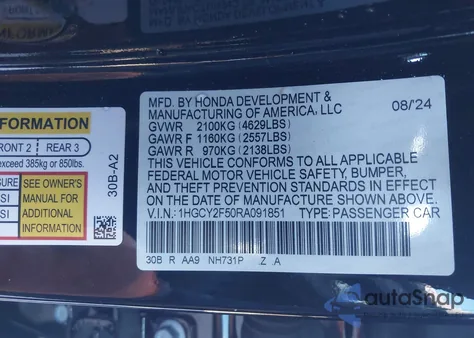 MFD. BY HONDA DEVELOPMENT &
MANUFACTURING OF AMERICA, LLC 08/24
GVWR 2100KG (4629LBS)
GAWR F 1160KG (2557LBS)
GAWR R 970KG (2138LBS)
THIS VEHICLE CONFORMS TO ALL APPLICABLE
FEDERAL MOTOR VEHICLE SAFETY, BUMPER,
AND THEFT PREVENTION STANDARDS IN EFFECT ON
THE DATE OF MANUFACTURE SHOWN ABOVE.
V.I.N.: 1HGCY2F50RA091851 TYPE: PASSENGER CAR
30B R AA9 NH731P Z A
FORMATION
RONT 2 REAR 3
exceed 385kg or 850lbs.
SURE
SI
SI
SEE OWNER'S
MANUAL FOR
ADDITIONAL
INFORMATION
30B-A2
autoSnap